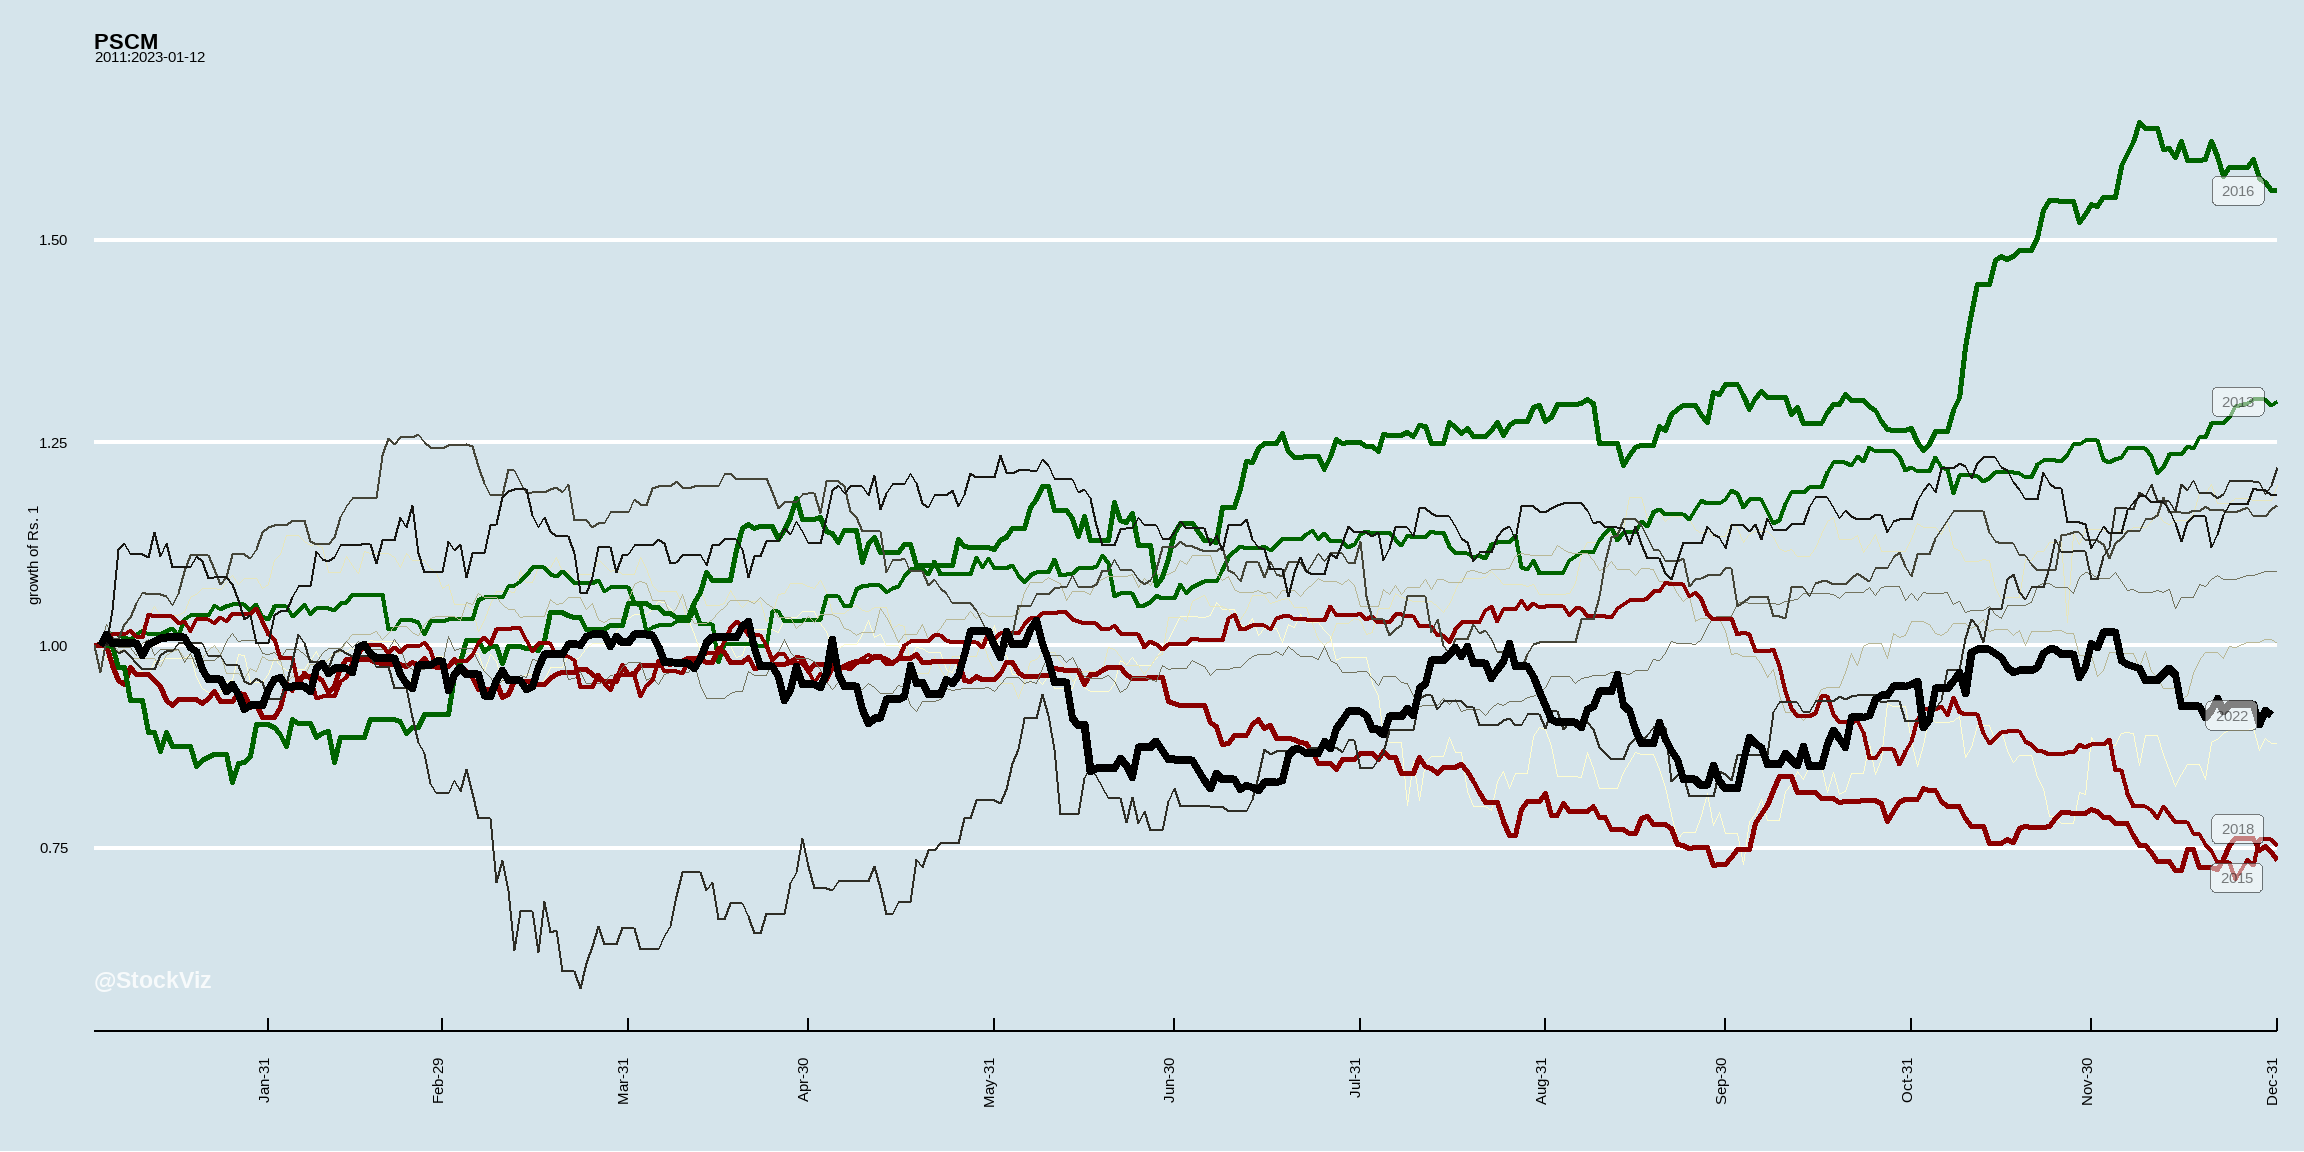 PSCM
2011:2023-01-12
growth of Rs. 1
1.50
1.25
1.00
0.75
2016
2013
2022
2018
2015
@StockViz
Jan-31
Feb-29
Mar-31
Apr-30
May-31
Jun-30
Jul-31
Aug-31
Sep-30
Oct-31
Nov-30
Dec-31